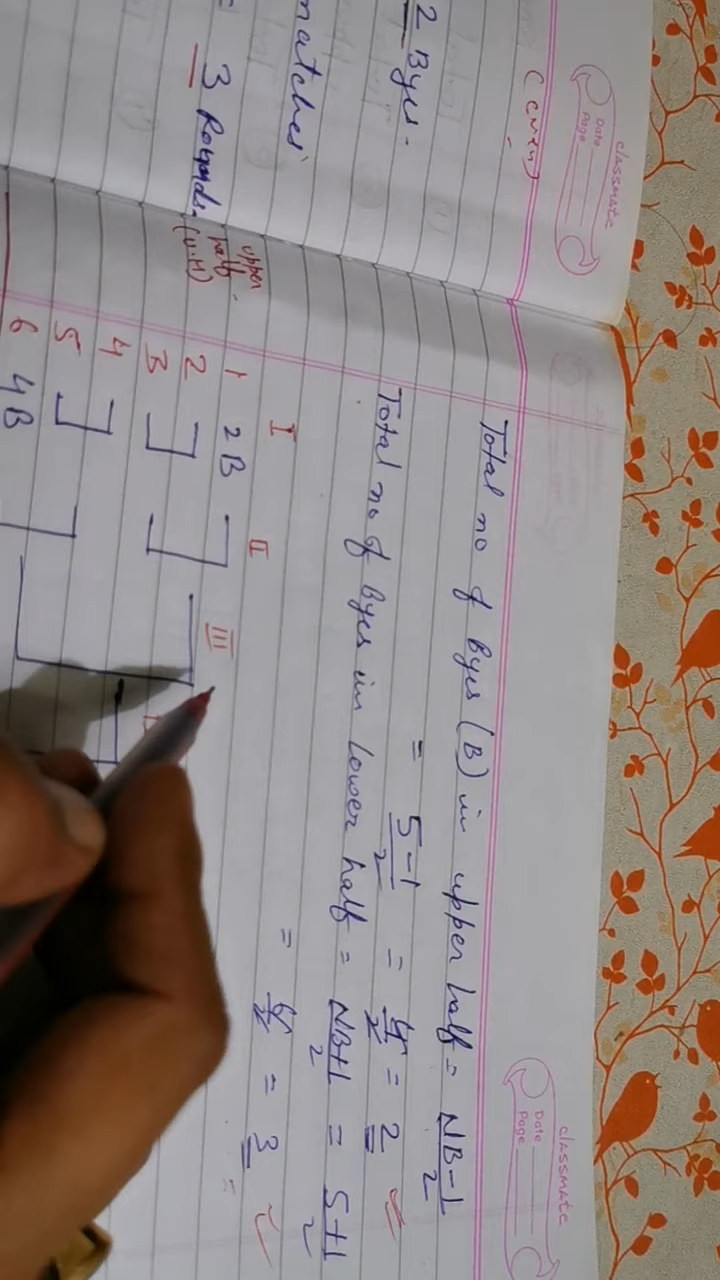 2 Byes.
matches
= 3 Rounds.
classmate
Date
Page
classmate
Date
Page
Total no of Byes (B) in upper half = NB-1/2
= 5-1/2 = 4/2 = 2
Total no of Byes in Lower half = NB+1/2 = 5+1/2
= 6/2 = 3
upper
half
(U.H)
I II III
1 2B
2
3
4
5
6 4B